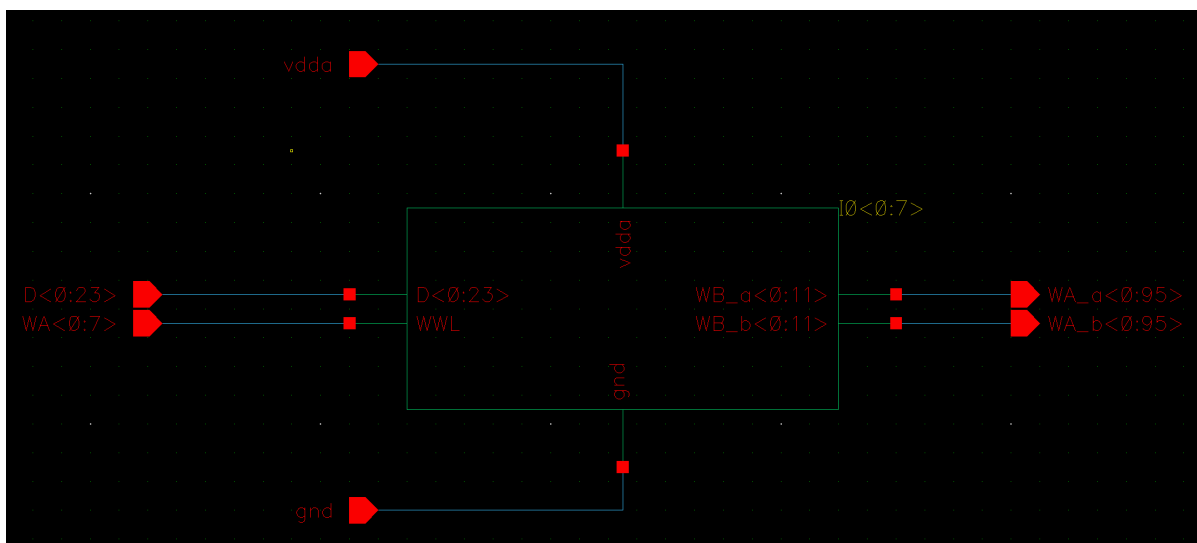 vdda
I0<0:7>
vdda
D<0:23>
D<0:23>
WB_a<0:11>
WA_a<0:95>
WA<0:7>
WWL
WB_b<0:11>
WA_b<0:95>
gnd
gnd